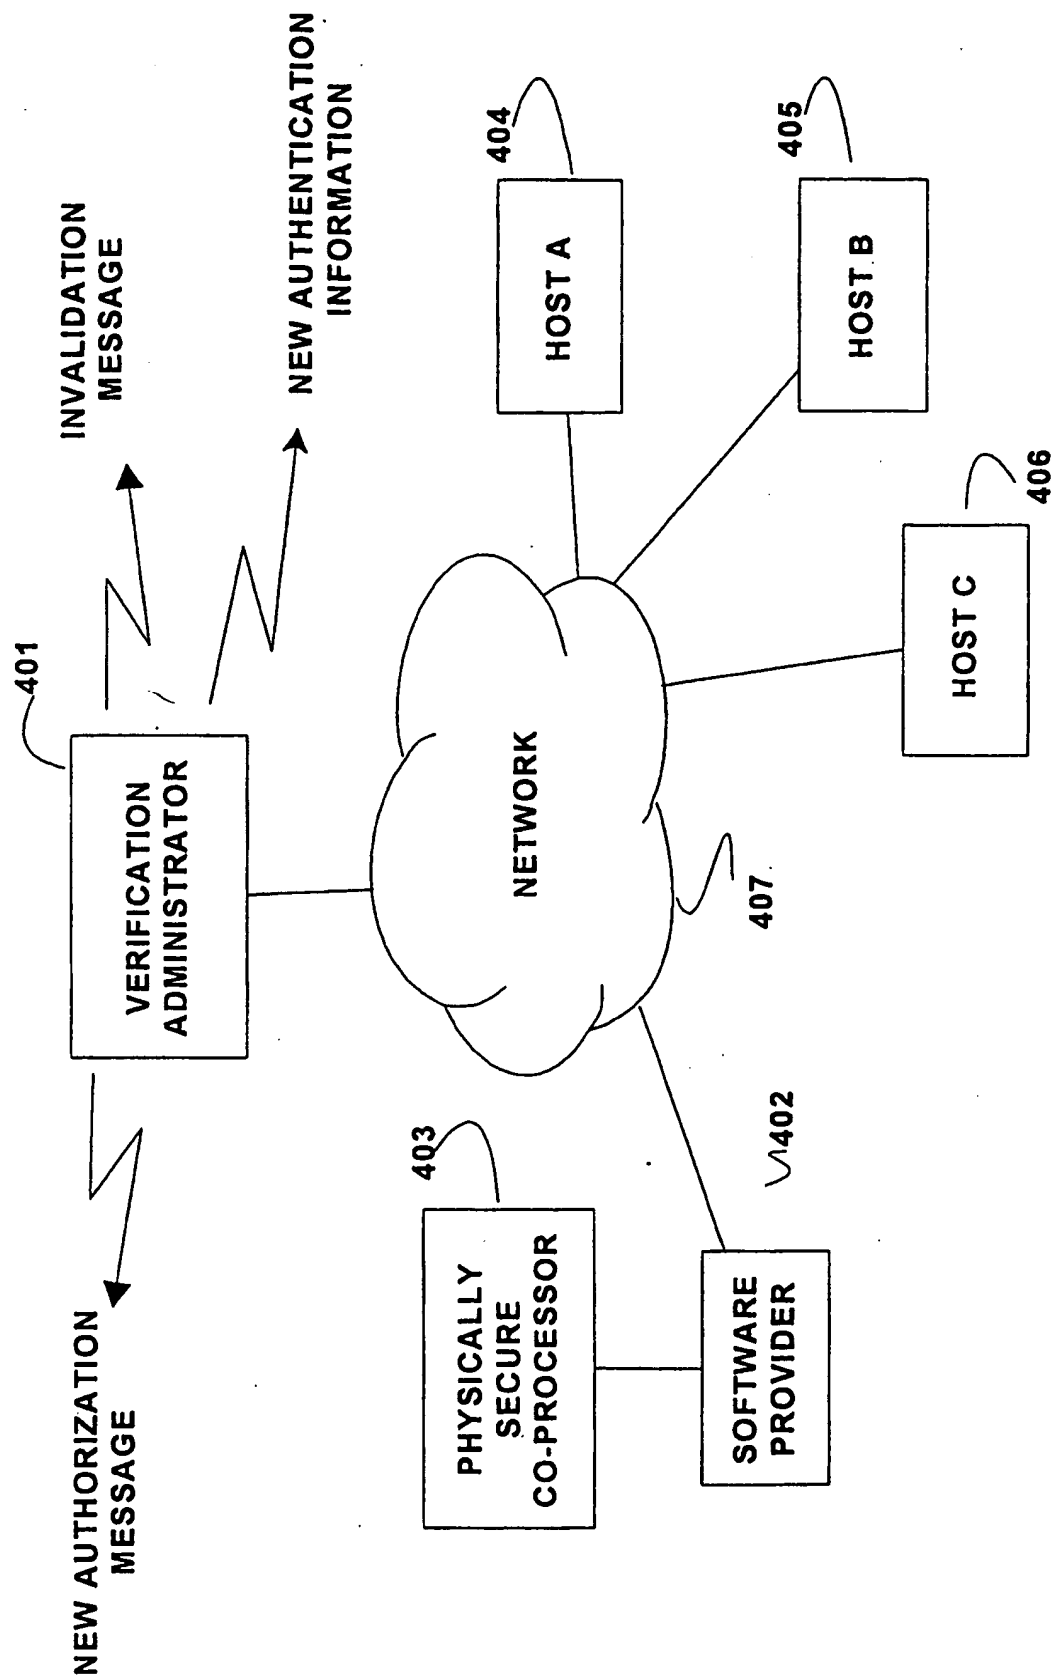 NEW AUTHORIZATION
MESSAGE
401
INVALIDATION
MESSAGE
NEW AUTHENTICATION
INFORMATION
VERIFICATION
ADMINISTRATOR
403
PHYSICALLY
SECURE
CO-PROCESSOR
NETWORK
404
HOST A
SOFTWARE
PROVIDER
402
407
HOST C
406
HOST B
405